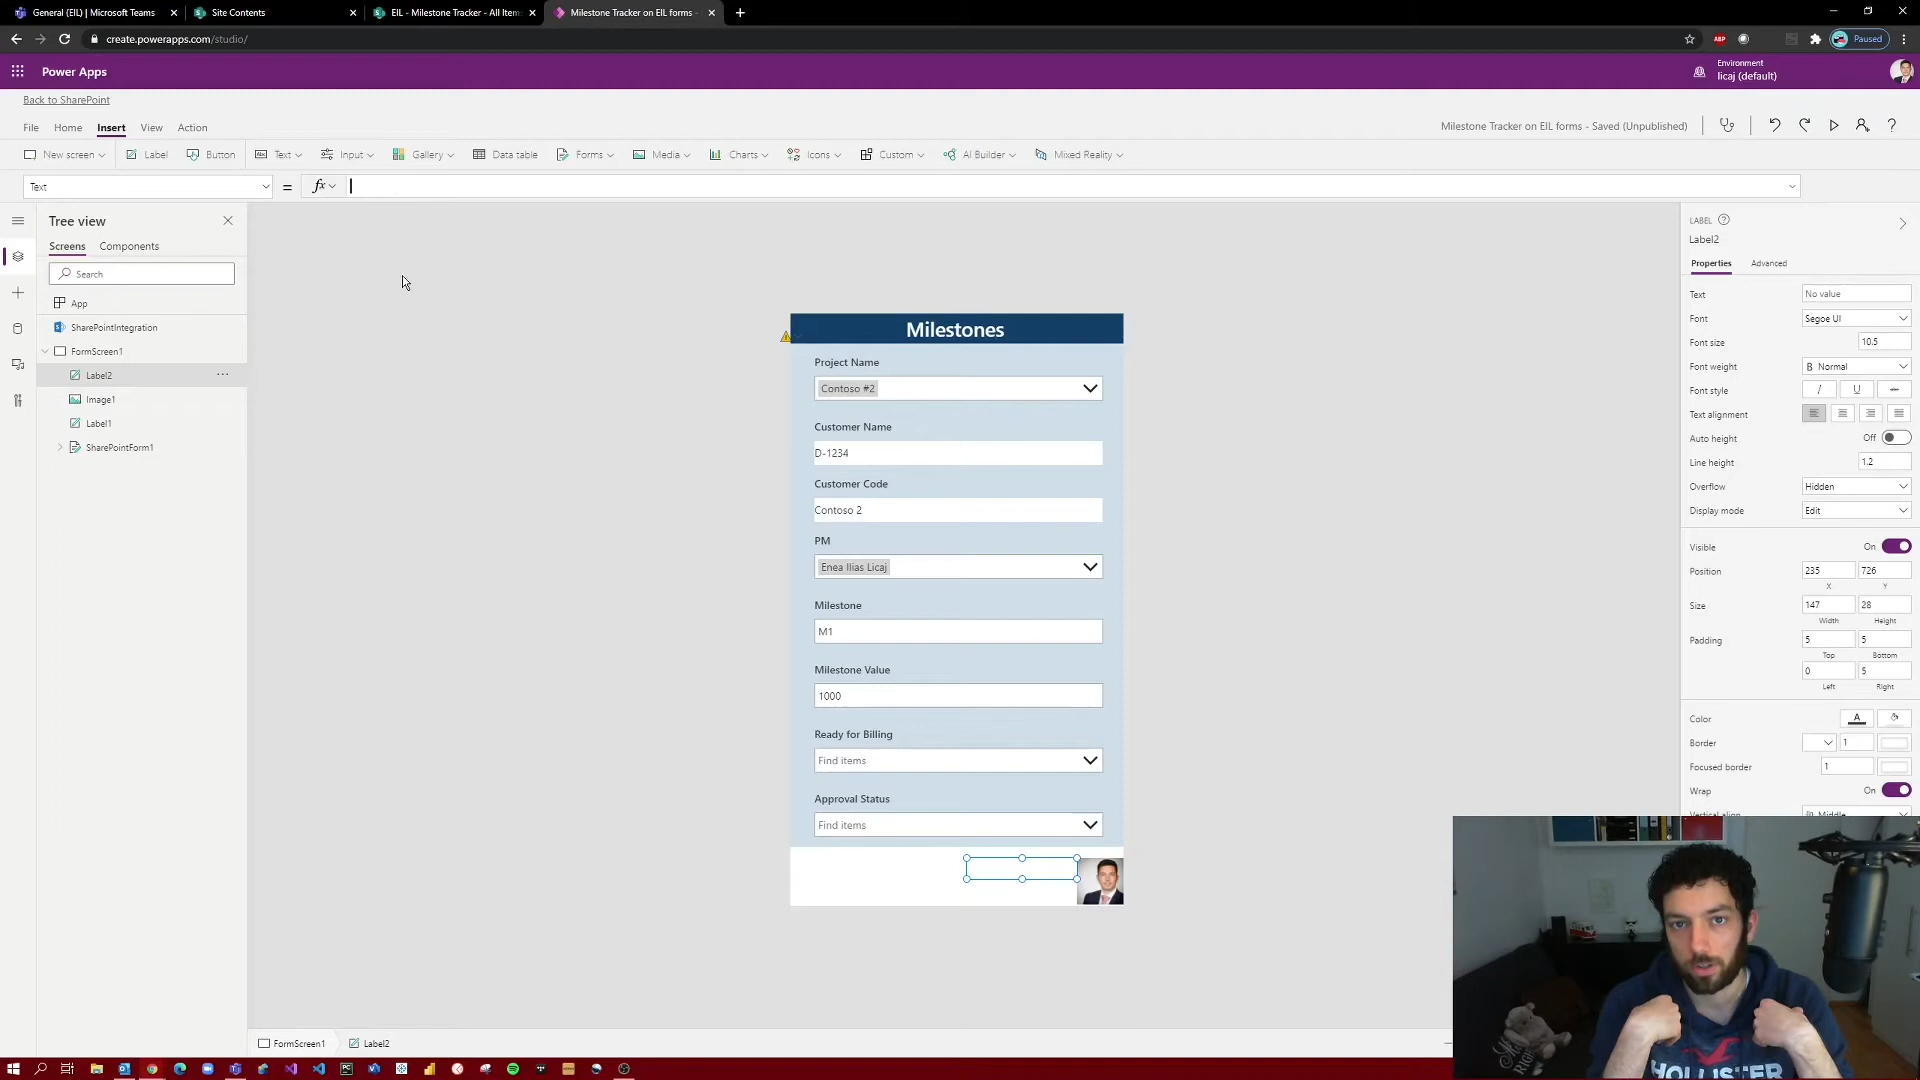 General (EIL) | Microsoft Teams
Site Contents
EIL - Milestone Tracker - All Item
Milestone Tracker on EIL forms -
create.powerapps.com/studio/
ABP
Paused
Power Apps
Environment
licaj (default)
Back to SharePoint
File
Home
Insert
View
Action
Milestone Tracker on EIL forms - Saved (Unpublished)
New screen
Label
Button
Text
Input
Gallery
Data table
Forms
Media
Charts
Icons
Custom
AI Builder
Mixed Reality
Text
=
fx
Tree view
Screens
Components
Search
App
SharePointIntegration
FormScreen1
Label2
...
Image1
Label1
SharePointForm1
Milestones
Project Name
Contoso #2
Customer Name
D-1234
Customer Code
Contoso 2
PM
Enea Ilias Licaj
Milestone
M1
Milestone Value
1000
Ready for Billing
Find items
Approval Status
Find items
LABEL
Label2
Properties
Advanced
Text
No value
Font
Segoe UI
Font size
10.5
Font weight
B Normal
Font style
/
U
Text alignment
Auto height
Off
Line height
1.2
Overflow
Hidden
Display mode
Edit
Visible
On
Position
235
726
X
Y
Size
147
28
Width
Height
Padding
5
5
Top
Bottom
0
5
Left
Right
Color
A
Border
1
Focused border
1
Wrap
On
Vertical align
Middle
FormScreen1
Label2
HOLLISTER